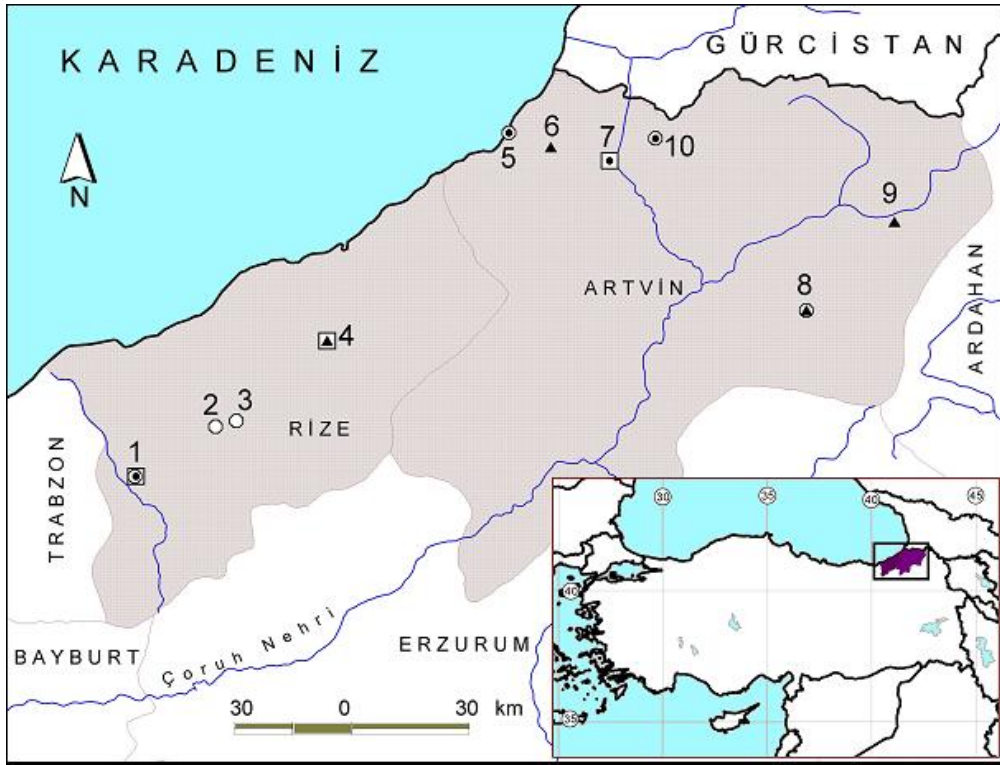 KARADENİZ
GÜRCİSTAN
N
5
6
7
10
9
ARTVİN
8
ARDAHAN
4
2
3
RİZE
1
TRABZON
30
35
40
45
40
35
BAYBURT
Çoruh Nehri
ERZURUM
30 0 30 km